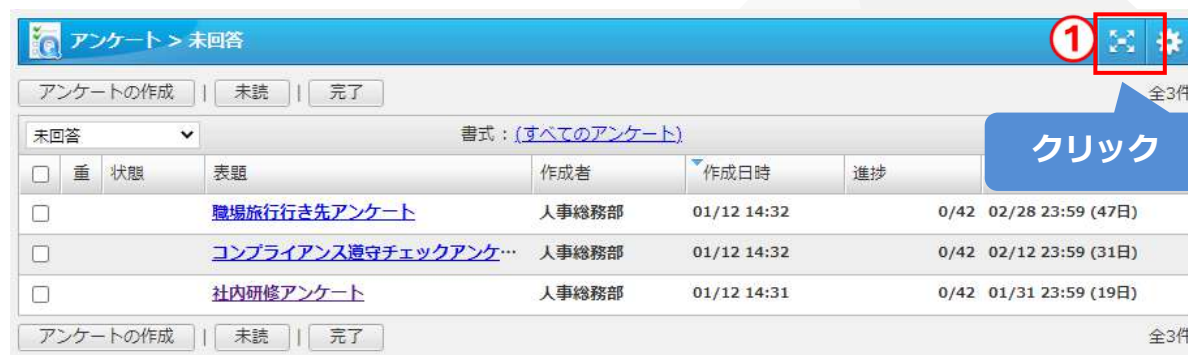 アンケート > 未回答
①
アンケートの作成 | 未読 | 完了
全3件
未回答
書式：(すべてのアンケート)
クリック
重 状態 表題 作成者 作成日時 進捗
職場旅行行き先アンケート 人事総務部 01/12 14:32 0/42 02/28 23:59 (47日)
コンプライアンス遵守チェックアンケ… 人事総務部 01/12 14:32 0/42 02/12 23:59 (31日)
社内研修アンケート 人事総務部 01/12 14:31 0/42 01/31 23:59 (19日)
アンケートの作成 | 未読 | 完了
全3件